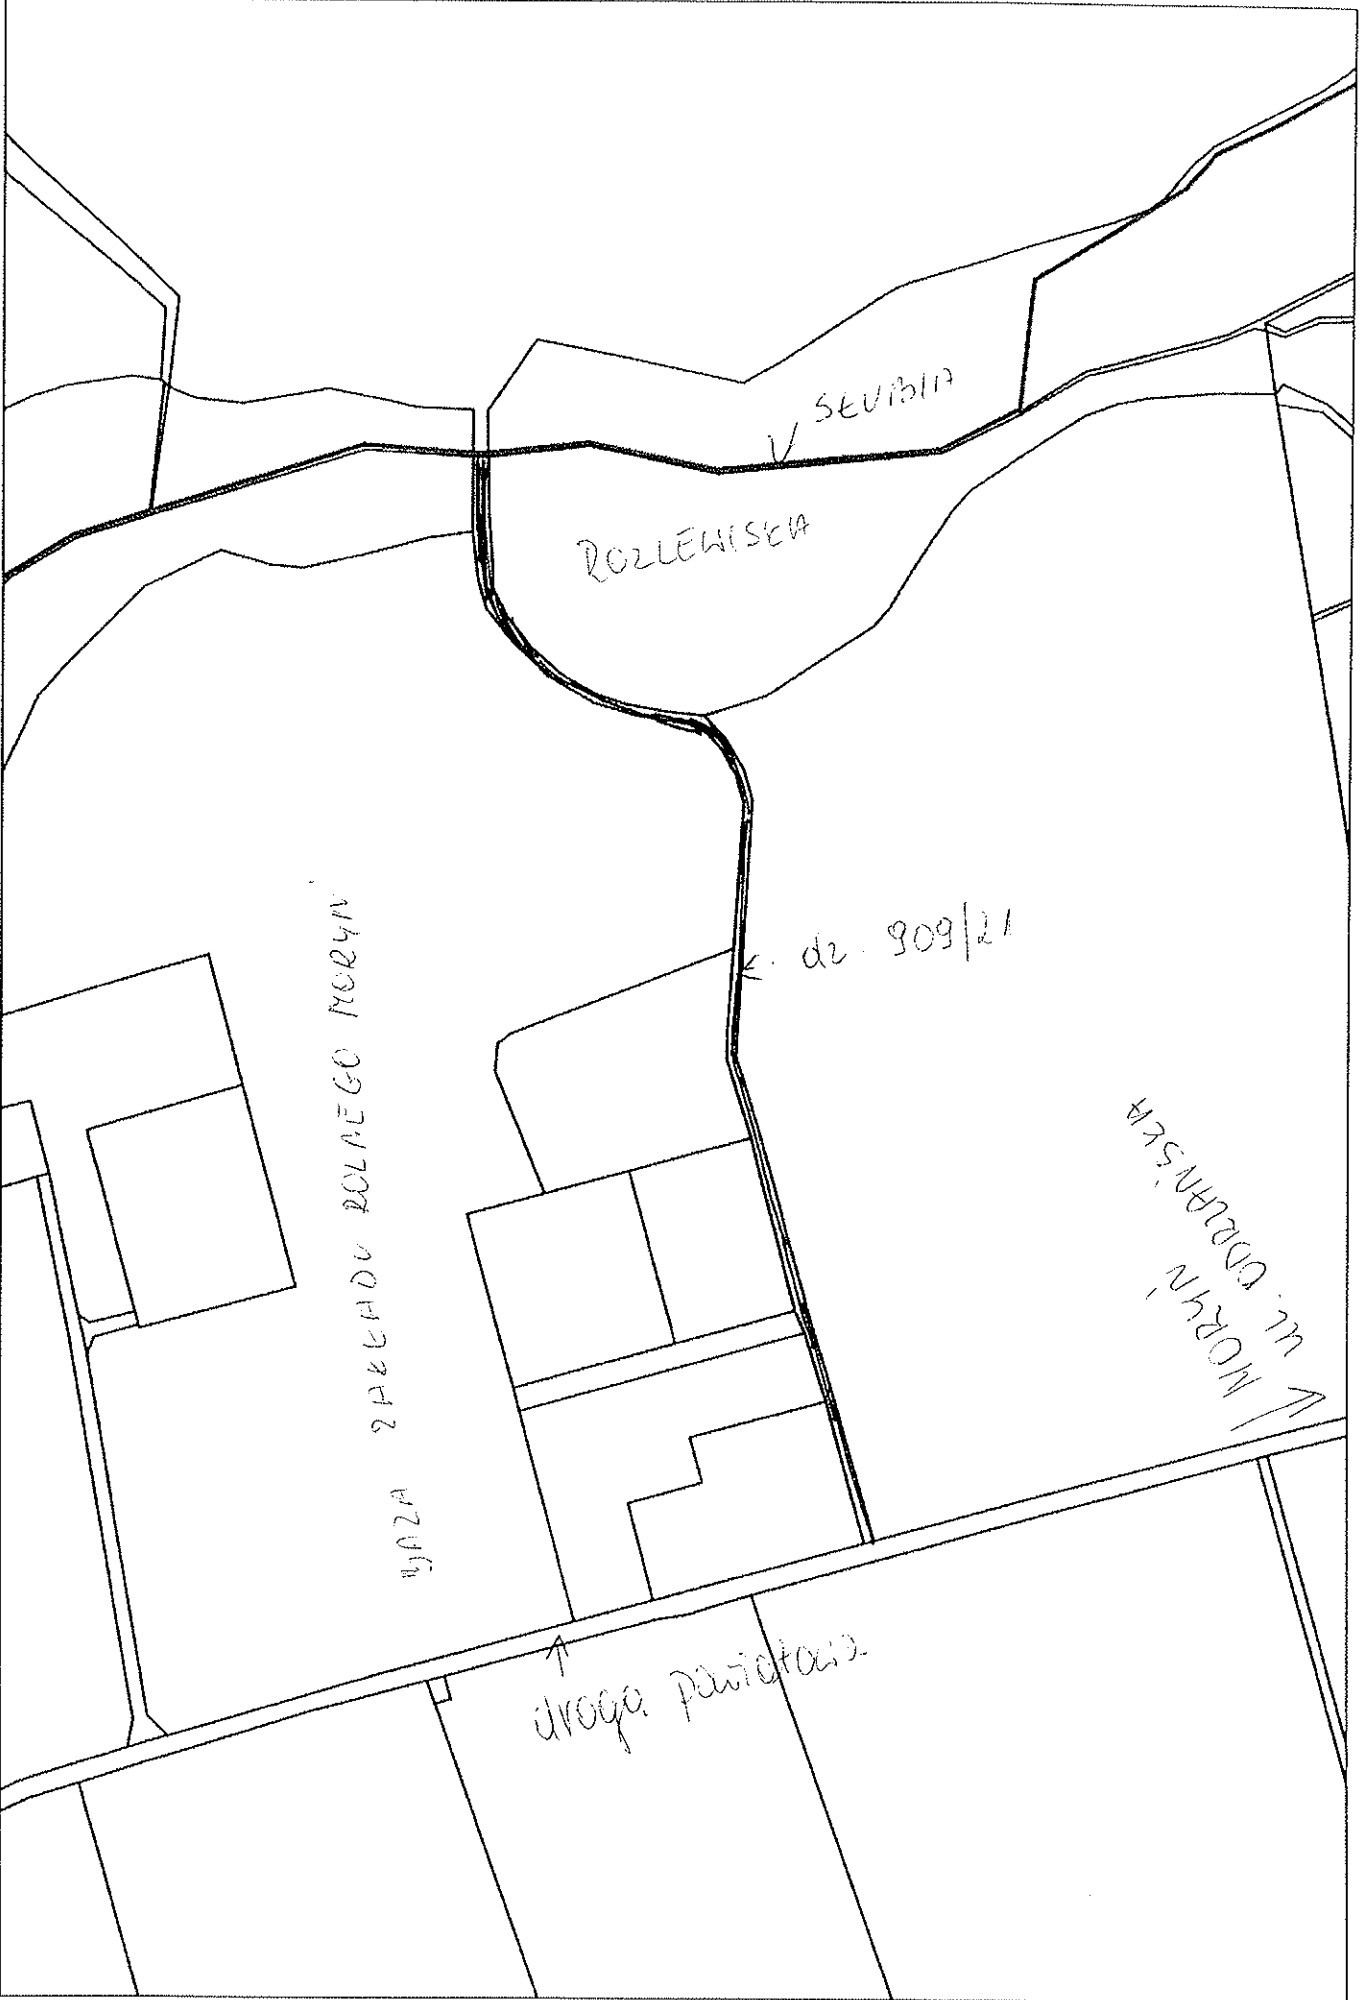 SŁUBIA
ROZLEWISKA
dz. 909/21
BAZA ZAKŁADU ROLNEGO MORYŃ
MORYŃ
ul. ODRZAŃSKA
droga powiatowa